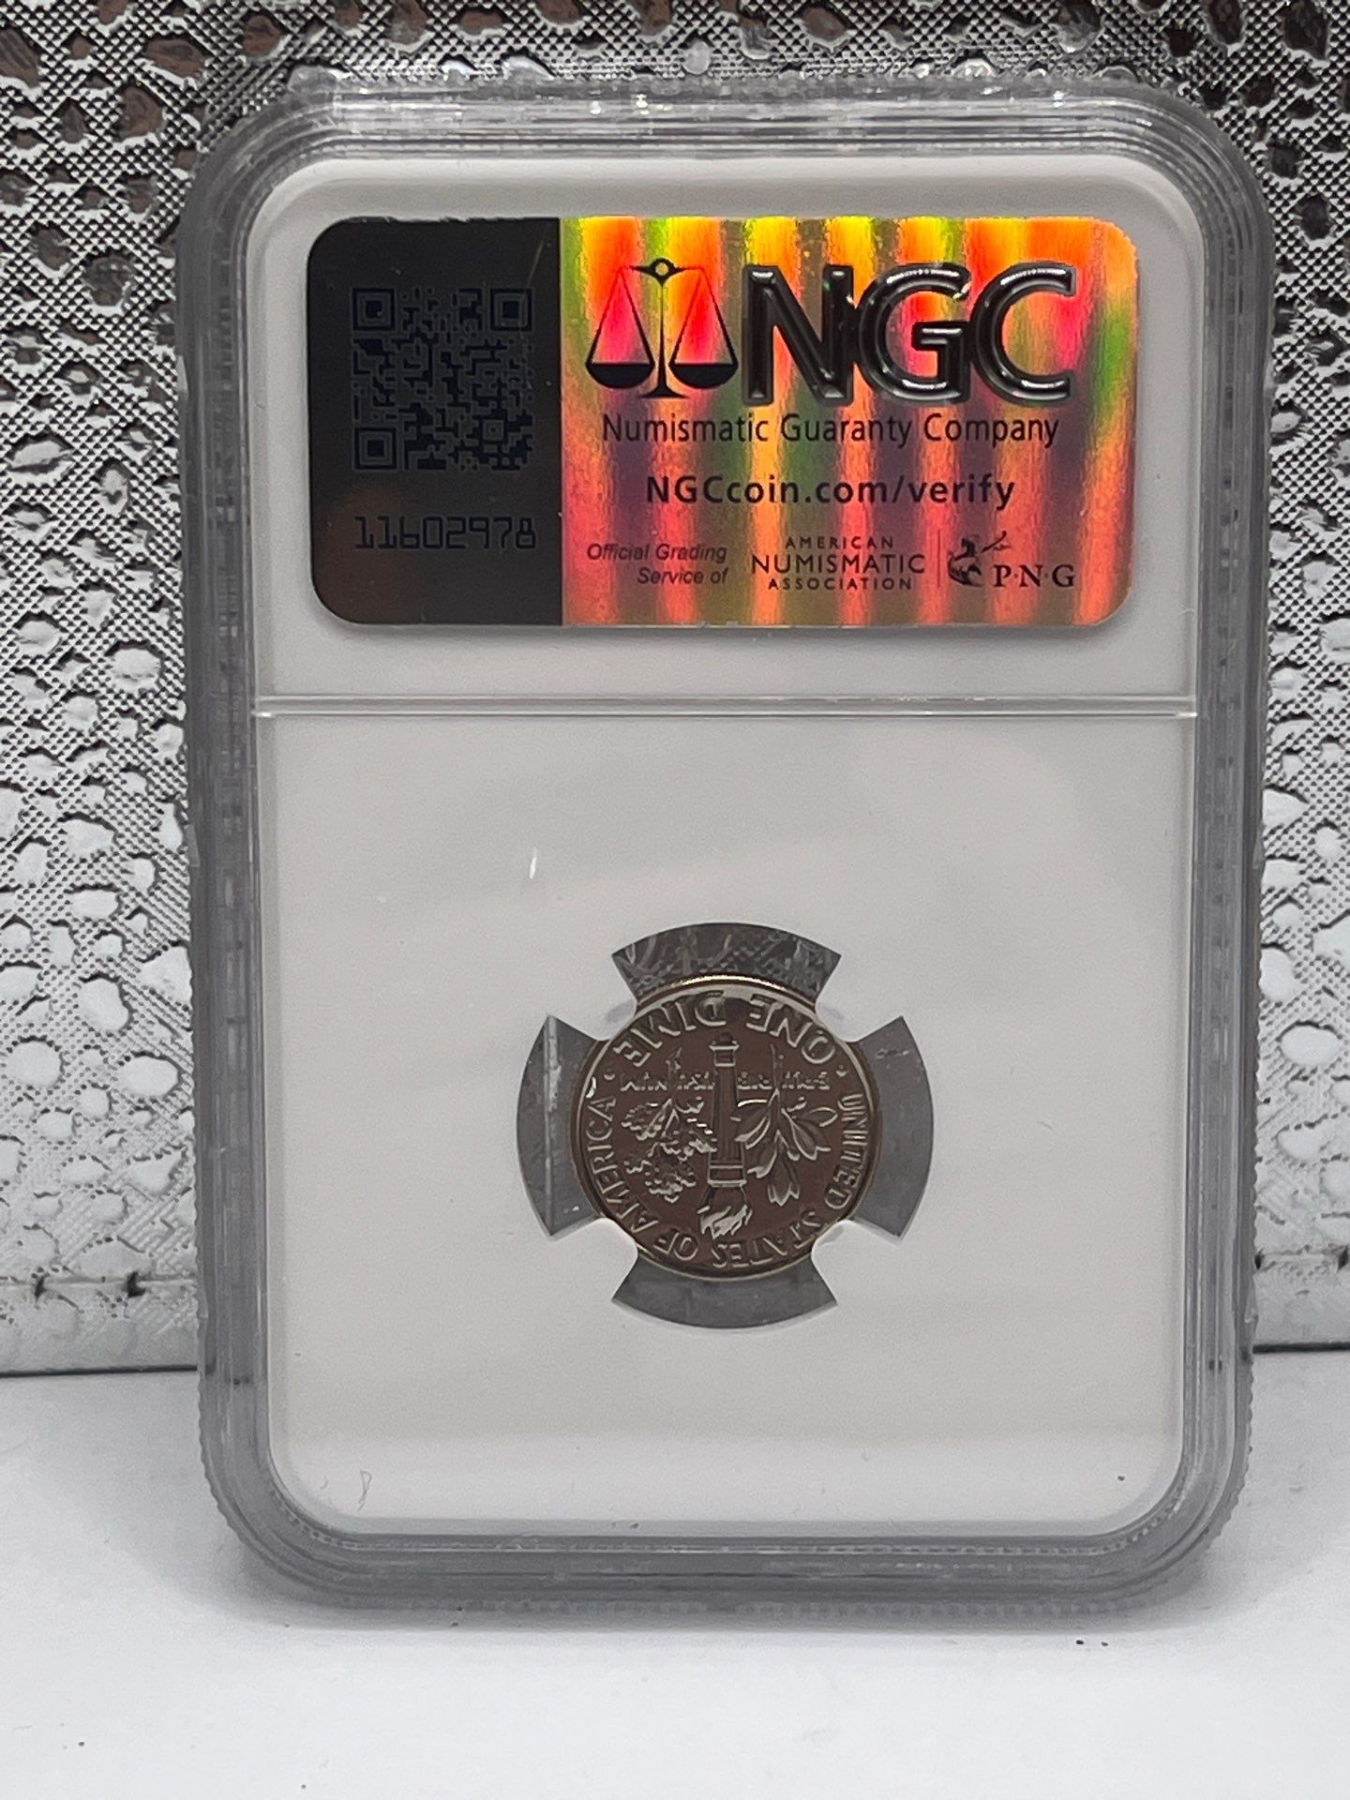 NGC
Numismatic Guaranty Company
NGCcoin.com/verify
11602978
Official Grading
Service of
AMERICAN
NUMISMATIC
ASSOCIATION
P·N·G
UNITED STATES OF AMERICA
· ONE DIME ·